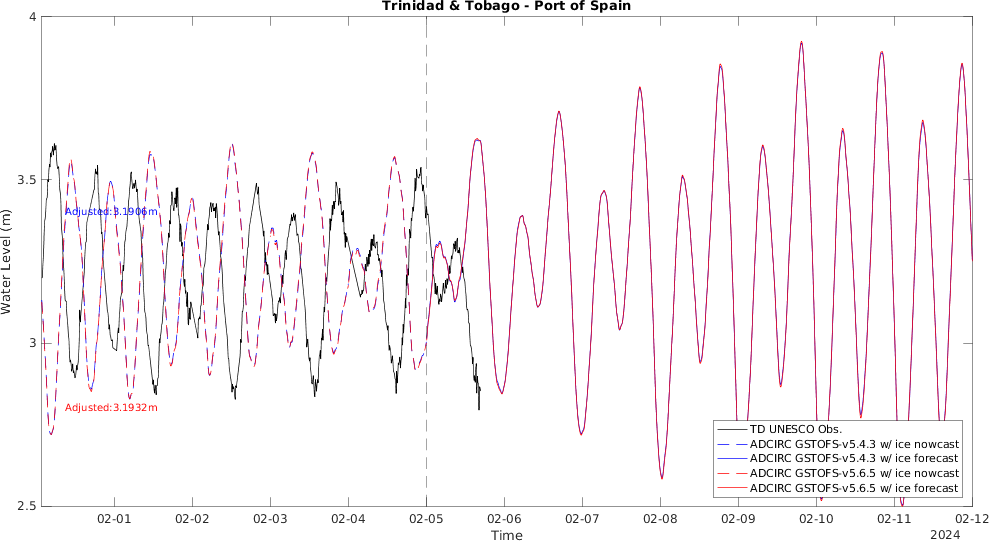 Trinidad & Tobago - Port of Spain
4
3.5
3
2.5
Water Level (m)
Adjusted:3.1906m
Adjusted:3.1932m
TD UNESCO Obs.
ADCIRC GSTOFS-v5.4.3 w/ ice nowcast
ADCIRC GSTOFS-v5.4.3 w/ ice forecast
ADCIRC GSTOFS-v5.6.5 w/ ice nowcast
ADCIRC GSTOFS-v5.6.5 w/ ice forecast
02-01 02-02 02-03 02-04 02-05 02-06 02-07 02-08 02-09 02-10 02-11 02-12
Time
2024